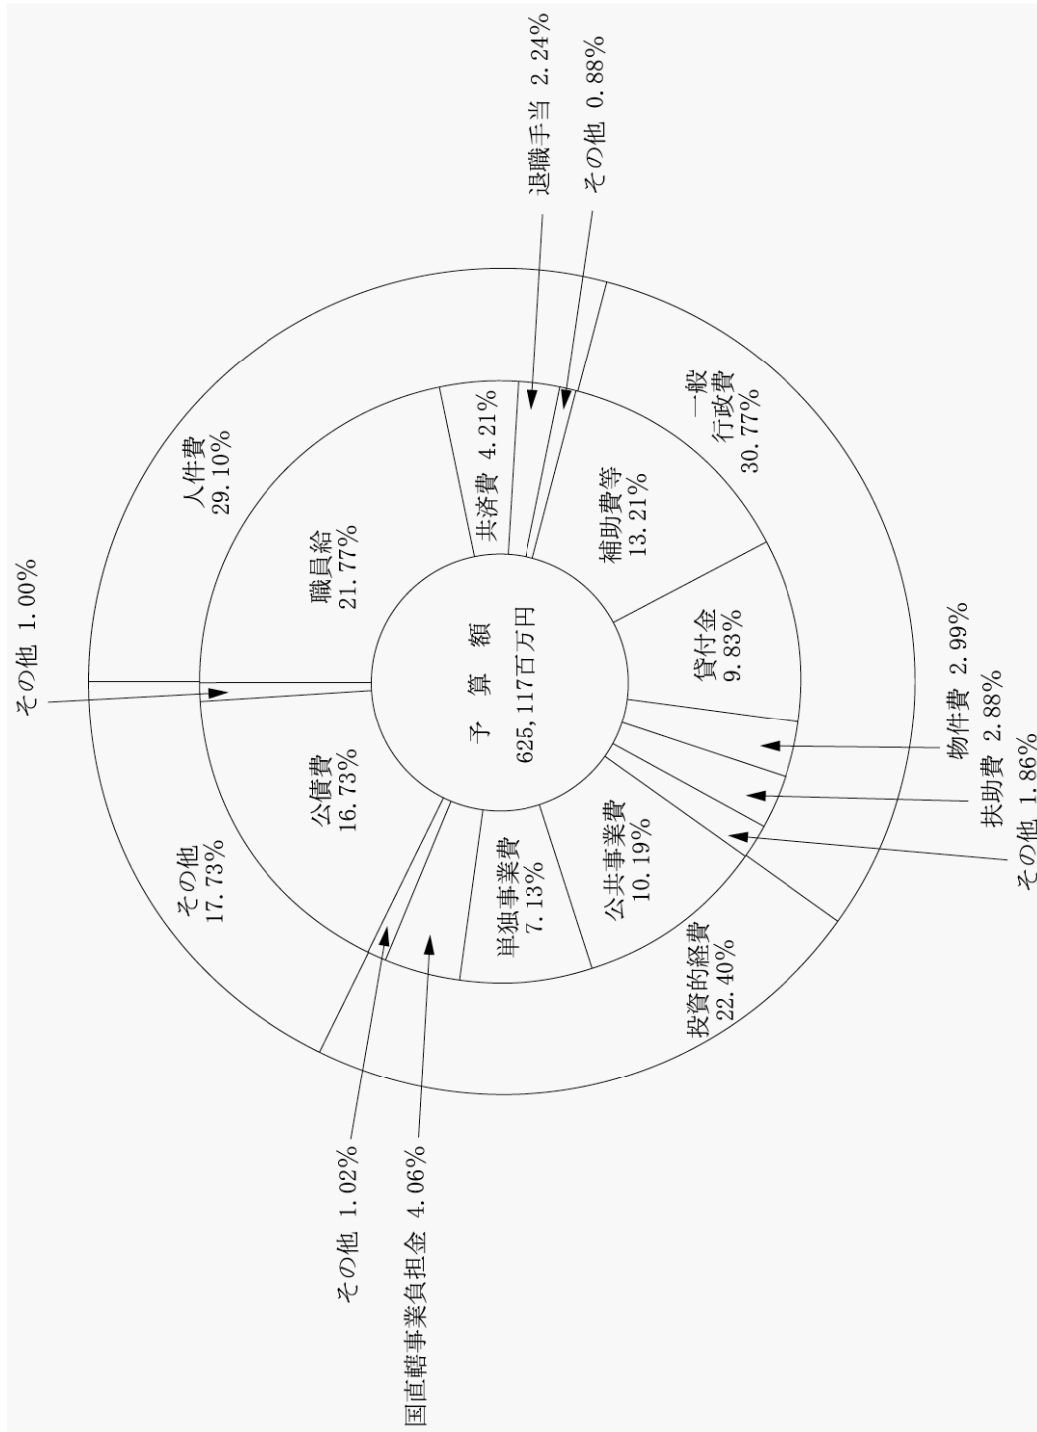 予算額
625,117百万円
人件費
29.10%
職員給
21.77%
共済費 4.21%
退職手当 2.24%
その他 0.88%
一般
行政費
30.77%
補助費等
13.21%
貸付金
9.83%
物件費 2.99%
扶助費 2.88%
その他 1.86%
投資的経費
22.40%
公共事業費
10.19%
単独事業費
7.13%
国直轄事業負担金 4.06%
その他 1.02%
その他
17.73%
公債費
16.73%
その他 1.00%